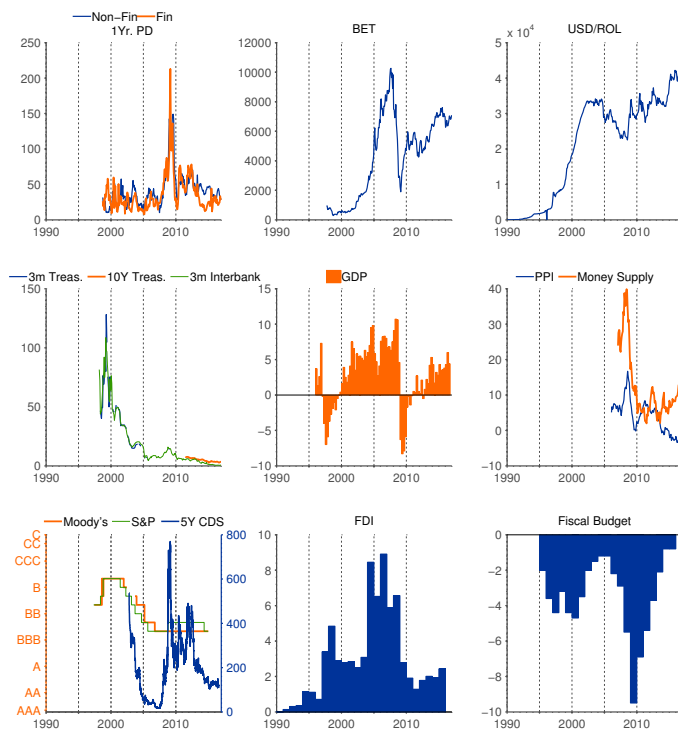 Non−Fin Fin
1Yr. PD
250
200
150
100
50
0
1990 2000 2010
BET
12000
10000
8000
6000
4000
2000
0
1990 2000 2010
USD/ROL
x 10^4
5
4
3
2
1
0
1990 2000 2010
3m Treas. 10Y Treas. 3m Interbank
150
100
50
0
1990 2000 2010
GDP
15
10
5
0
−5
−10
1990 2000 2010
PPI Money Supply
40
30
20
10
0
−10
1990 2000 2010
Moody's S&P 5Y CDS
C
CC
CCC
B
BB
BBB
A
AA
AAA
800
600
400
200
0
1990 2000 2010
FDI
10
8
6
4
2
0
1990 2000 2010
Fiscal Budget
0
−2
−4
−6
−8
−10
1990 2000 2010